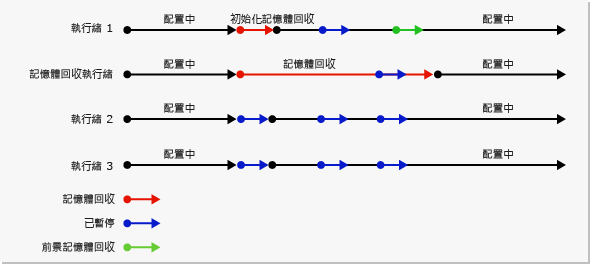 執行緒 1 配置中 初始化記憶體回收 配置中
記憶體回收執行緒 配置中 記憶體回收 配置中
執行緒 2 配置中 配置中
執行緒 3 配置中 配置中
記憶體回收
已暫停
前景記憶體回收